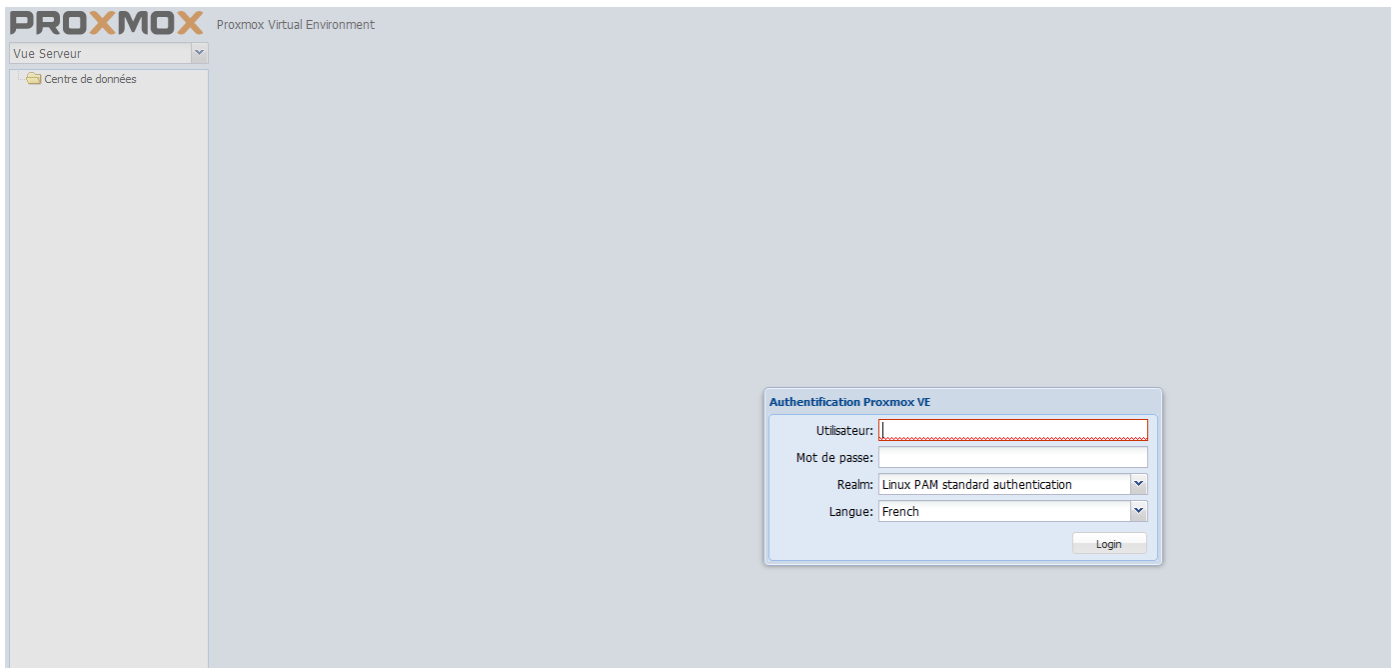 PROXMOX Proxmox Virtual Environment
Vue Serveur
Centre de données
Authentification Proxmox VE
Utilisateur:
Mot de passe:
Realm: Linux PAM standard authentication
Langue: French
Login